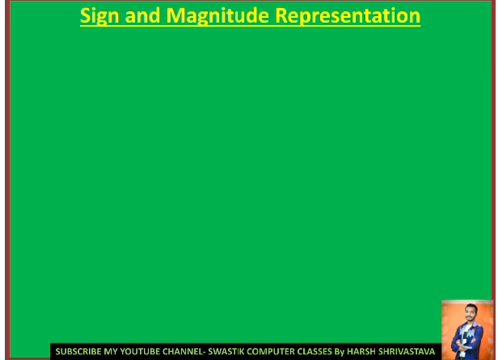 Sign and Magnitude Representation
SUBSCRIBE MY YOUTUBE CHANNEL- SWASTIK COMPUTER CLASSES By HARSH SHRIVASTAVA